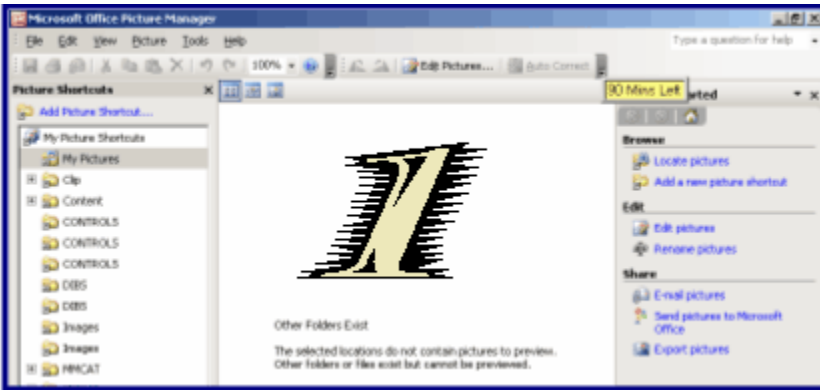 Microsoft Office Picture Manager
File Edit View Picture Tools Help
Type a question for help
100% Edit Pictures... Auto Correct
Picture Shortcuts
90 Mins Left
rted
Add Picture Shortcut...
My Picture Shortcuts
My Pictures
Clip
Content
CONTROLS
CONTROLS
CONTROLS
DIBS
DIBS
Images
Images
MMCAT
1
Other Folders Exist
The selected locations do not contain pictures to preview.
Other folders or files exist but cannot be previewed.
Browse
Locate pictures
Add a new picture shortcut
Edit
Edit pictures
Rename pictures
Share
E-mail pictures
Send pictures to Microsoft
Office
Export pictures